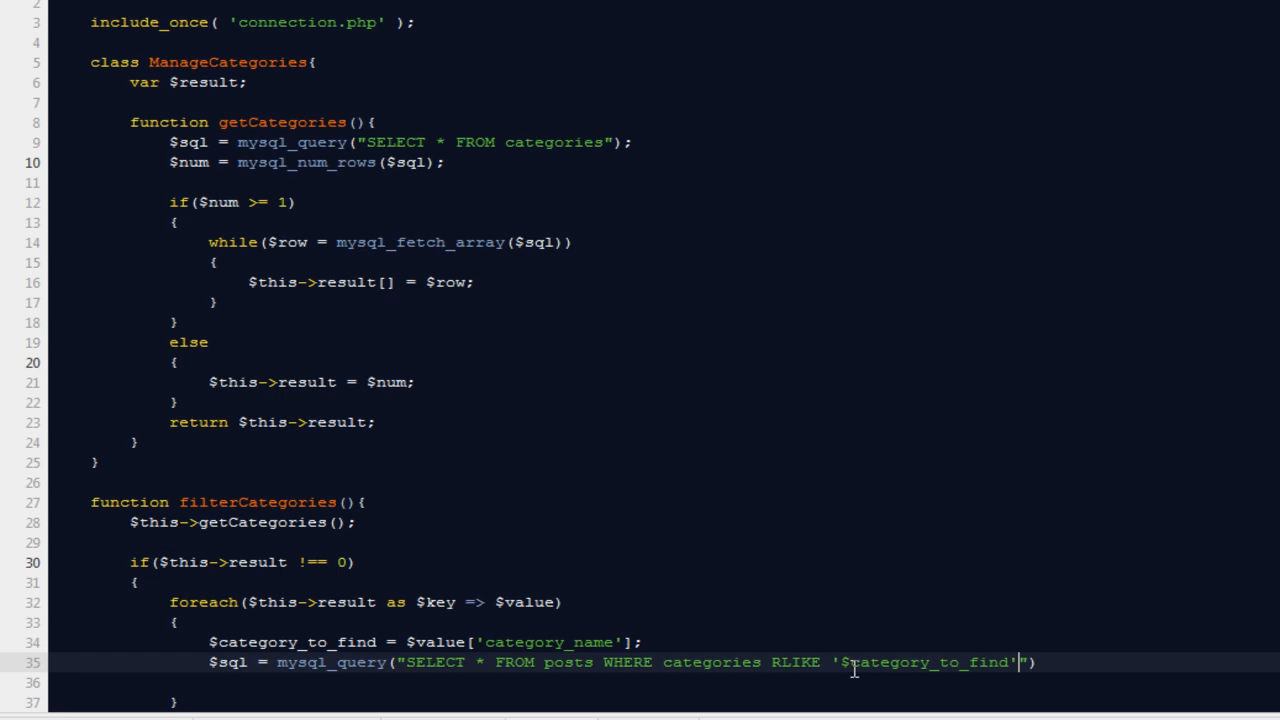 2
3 include_once( 'connection.php' );
4
5 class ManageCategories{
6 var $result;
7
8 function getCategories(){
9 $sql = mysql_query("SELECT * FROM categories");
10 $num = mysql_num_rows($sql);
11
12 if($num >= 1)
13 {
14 while($row = mysql_fetch_array($sql))
15 {
16 $this->result[] = $row;
17 }
18 }
19 else
20 {
21 $this->result = $num;
22 }
23 return $this->result;
24 }
25 }
26
27 function filterCategories(){
28 $this->getCategories();
29
30 if($this->result !== 0)
31 {
32 foreach($this->result as $key => $value)
33 {
34 $category_to_find = $value['category_name'];
35 $sql = mysql_query("SELECT * FROM posts WHERE categories RLIKE '$category_to_find'")
36
37 }